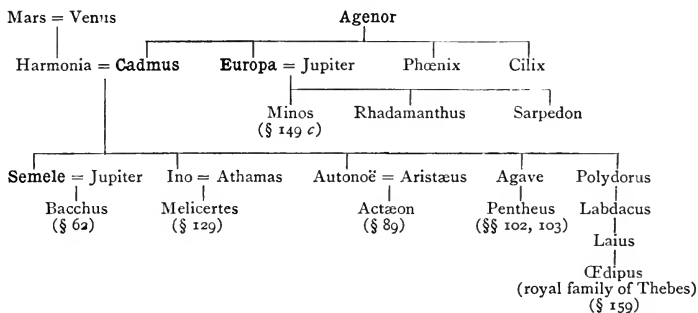 Mars = Venus Agenor
Harmonia = Cadmus Europa = Jupiter Phœnix Cilix
Minos Rhadamanthus Sarpedon
(§ 149 c)
Semele = Jupiter Ino = Athamas Autonoë = Aristæus Agave Polydorus
Bacchus Melicertes Actæon Pentheus Labdacus
(§ 62) (§ 129) (§ 89) (§§ 102, 103)
Laius
Œdipus
(royal family of Thebes)
(§ 159)